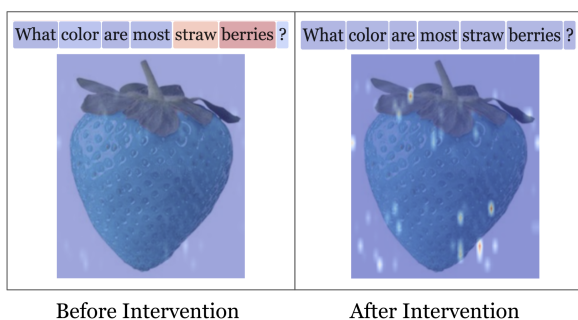 What color are most straw berries ?
What color are most straw berries ?
Before Intervention
After Intervention